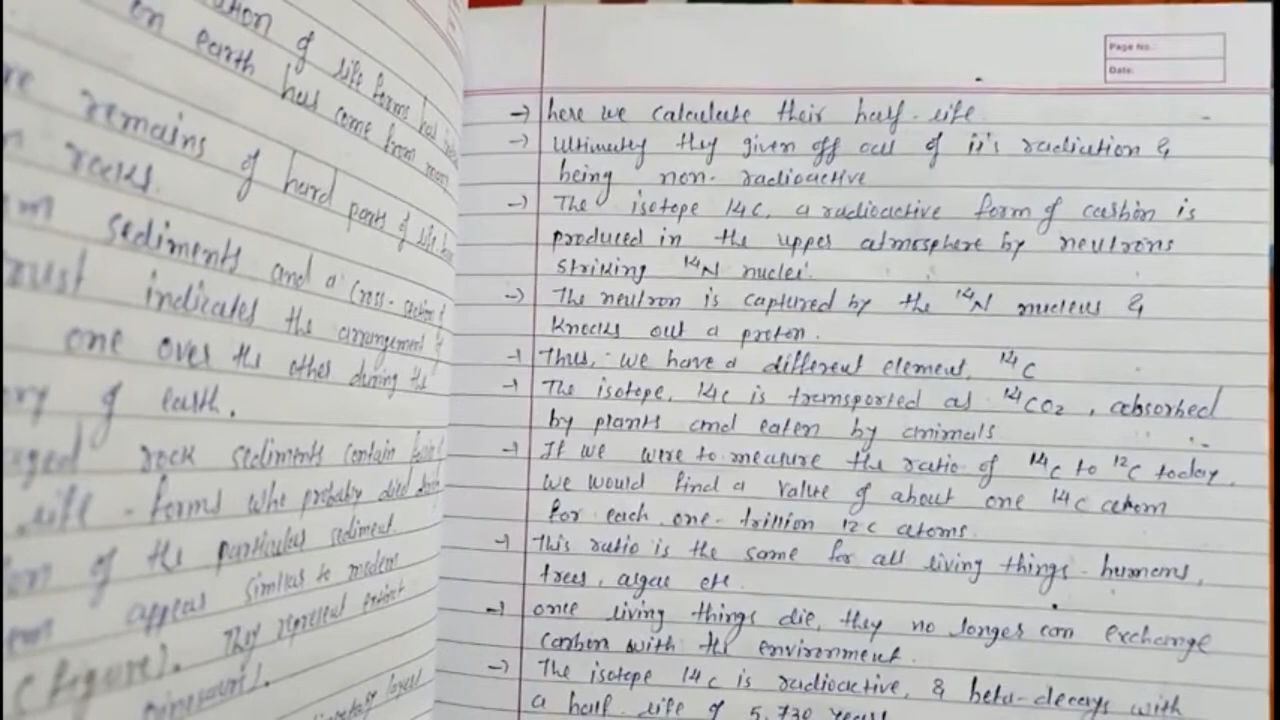 of life forms has
on earth has come from
remains of hard parts of life
rocks.
sediments and a cross-section of
indicates the arrangement of
one over the other during the
of earth.
rock sediments contain
life-forms who probably died
of the particular sediment.
appear similar to modern
(figure). They represent extinct
Page No.:
Date:
→ here we calculate their half-life
→ Ultimately they given off all of it's radiation &
being non-radioactive
→ The isotope 14C, a radioactive form of carbon is
produced in the upper atmosphere by neutrons
striking ¹⁴N nuclei.
→ The neutron is captured by the ¹⁴N nucleus &
knocks out a proton.
→ Thus, we have a different element, ¹⁴C
→ The isotope, 14C is transported as ¹⁴CO₂, absorbed
by plants and eaten by animals
→ If we were to measure the ratio of ¹⁴C to ¹²C today,
we would find a value of about one ¹⁴C atom
for each one-trillion 12C atoms.
→ This ratio is the same for all living things-humans,
trees, algae etc.
→ once living things die, they no longer can exchange
carbon with the environment.
→ The isotope 14C is radioactive, & beta-decays with
a half life of 5,730 years